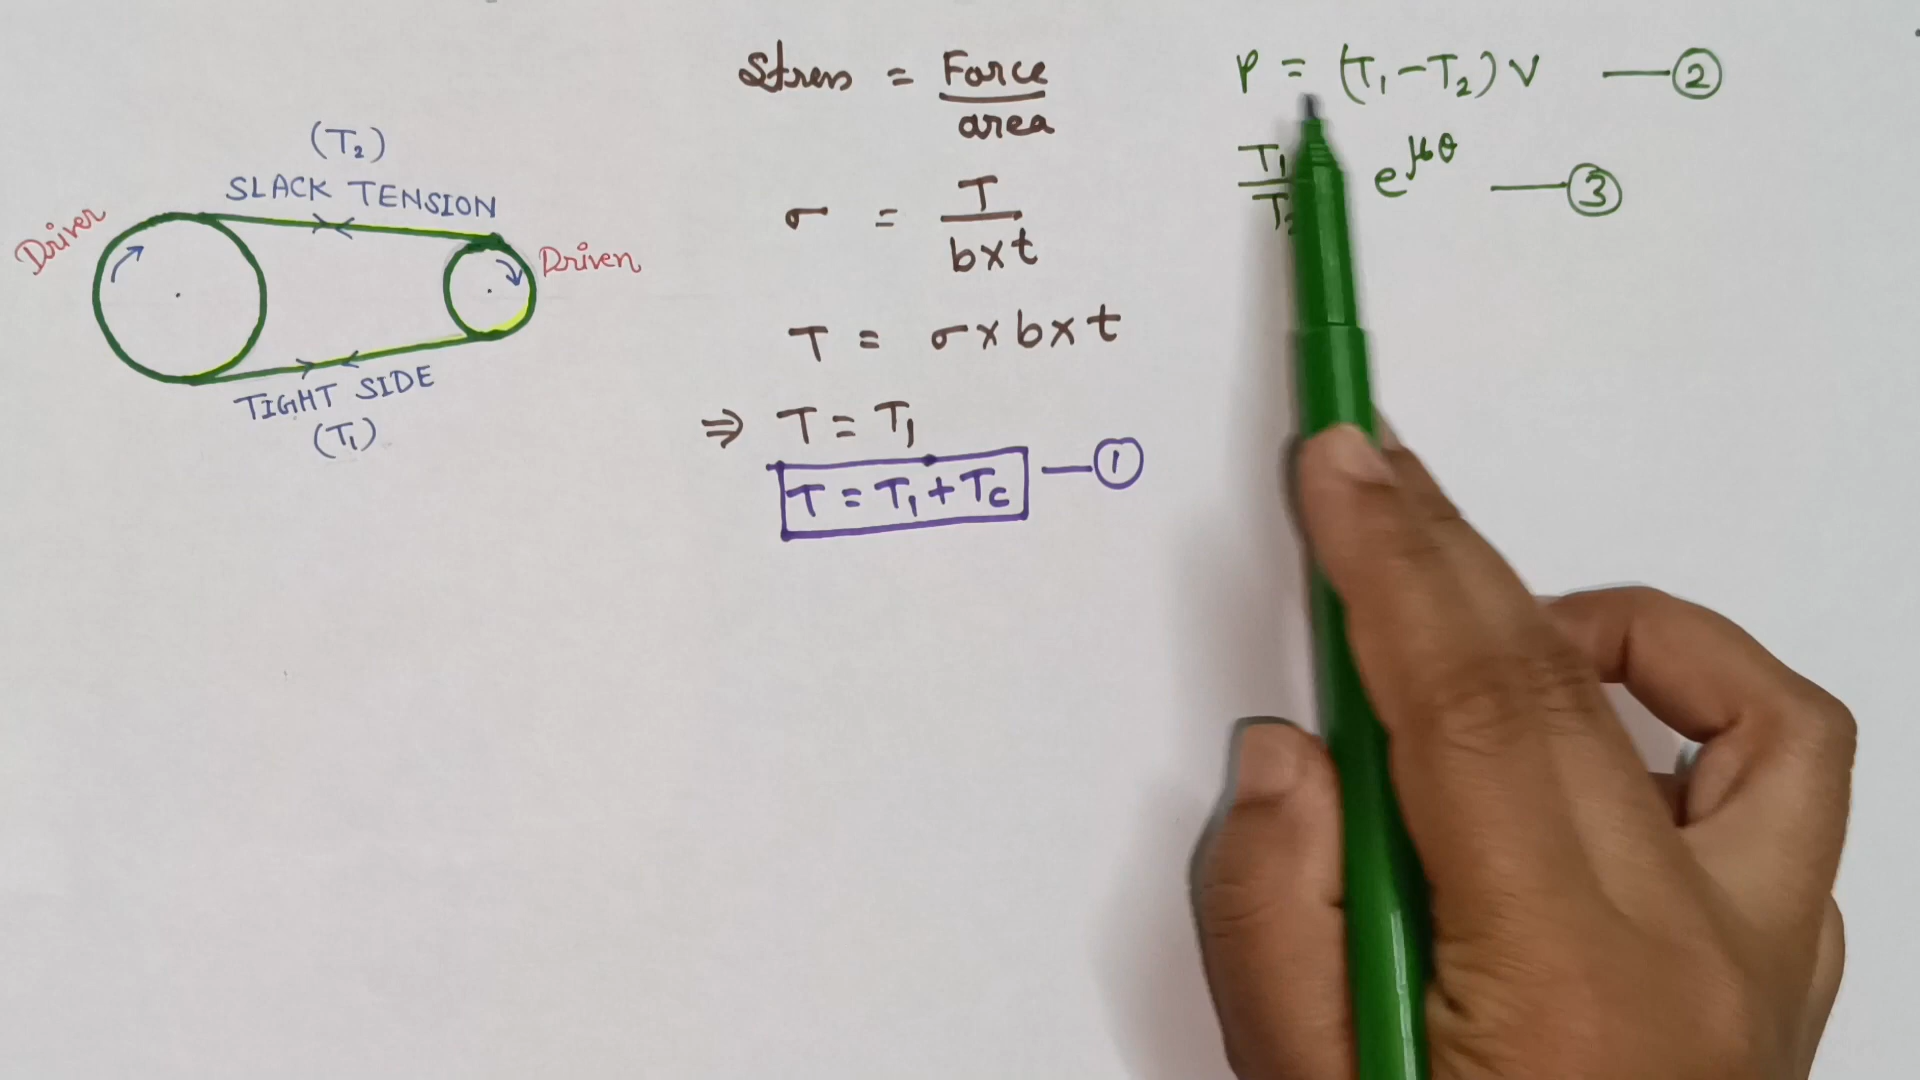 (T₂)
SLACK TENSION
Driver
Driven
TIGHT SIDE
(T₁)
Stress = Force / area
σ = T / b×t
T = σ×b×t
⇒ T = T₁
T = T₁ + Tc — ①
P = (T₁ - T₂) V — ②
T₁ / T₂ e^μθ — ③